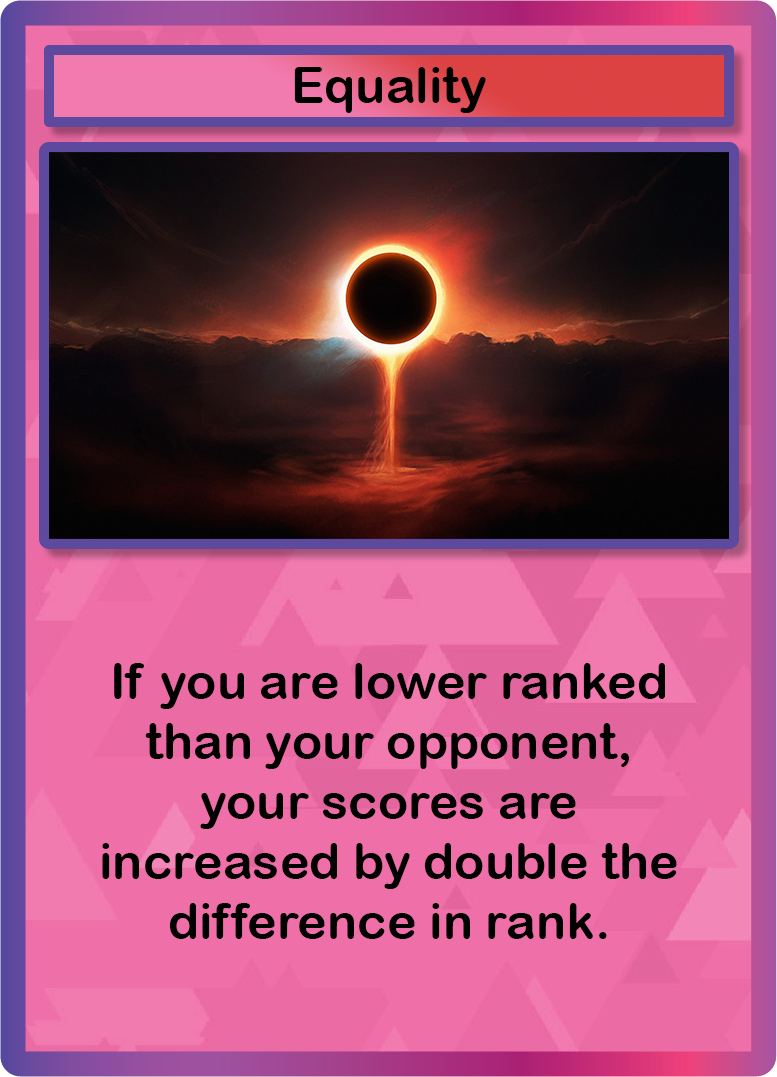 Equality
If you are lower ranked
than your opponent,
your scores are
increased by double the
difference in rank.